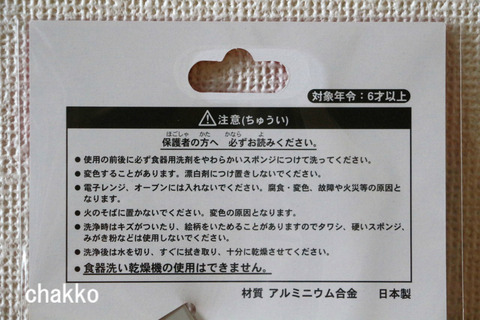 対象年令：6才以上
⚠注意(ちゅうい)
ほごしゃ かた かなら よ
保護者の方へ 必ずお読みください。
● 使用の前後に必ず食器用洗剤をやわらかいスポンジにつけて洗ってください。
● 変色することがあります。漂白剤につけ置きしないでください。
● 電子レンジ、オーブンには入れないでください。腐食・変色、故障や火災等の原因と
なります。
● 火のそばに置かないでください。変色の原因となります。
● 洗浄時はキズがついたり、絵柄をいためることがありますのでタワシ、硬いスポンジ、
みがき粉などは使用しないでください。
● 洗浄後は水を切り、すぐに拭き取り、十分に乾燥させてください。
● 食器洗い乾燥機の使用はできません。
材質 アルミニウム合金 日本製
chakko